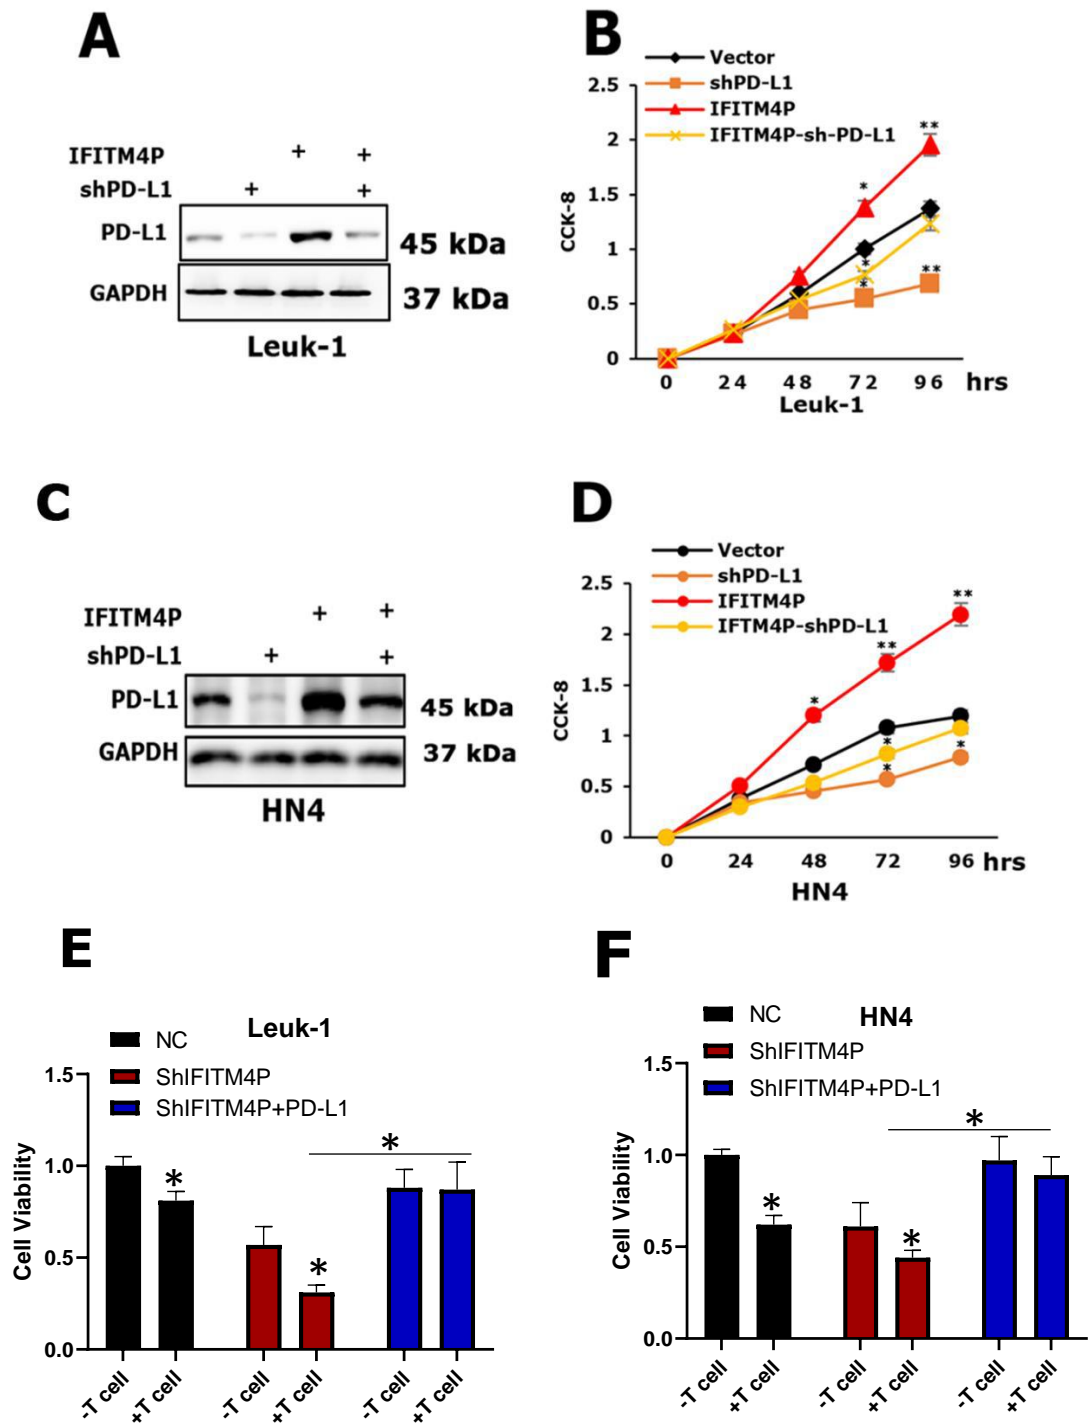 A
IFITM4P + +
shPD-L1 + +
PD-L1
45 kDa
GAPDH
37 kDa
Leuk-1
B
Vector
shPD-L1
IFITM4P
IFITM4P-sh-PD-L1
2.5
2
1.5
1
0.5
0
CCK-8
* ** * * **
0 24 48 72 96 hrs
Leuk-1
C
IFITM4P + +
shPD-L1 + +
PD-L1
45 kDa
GAPDH
37 kDa
HN4
D
Vector
shPD-L1
IFITM4P
IFTM4P-shPD-L1
2.5
2
1.5
1
0.5
0
CCK-8
* ** ** * * *
0 24 48 72 96 hrs
HN4
E
Leuk-1
NC
ShIFITM4P
ShIFITM4P+PD-L1
1.5
1.0
0.5
0.0
Cell Viability
* * *
-T cell +T cell -T cell +T cell -T cell +T cell
F
HN4
NC
ShIFITM4P
ShIFITM4P+PD-L1
1.5
1.0
0.5
0.0
Cell Viability
* * *
-T cell +T cell -T cell +T cell -T cell +T cell